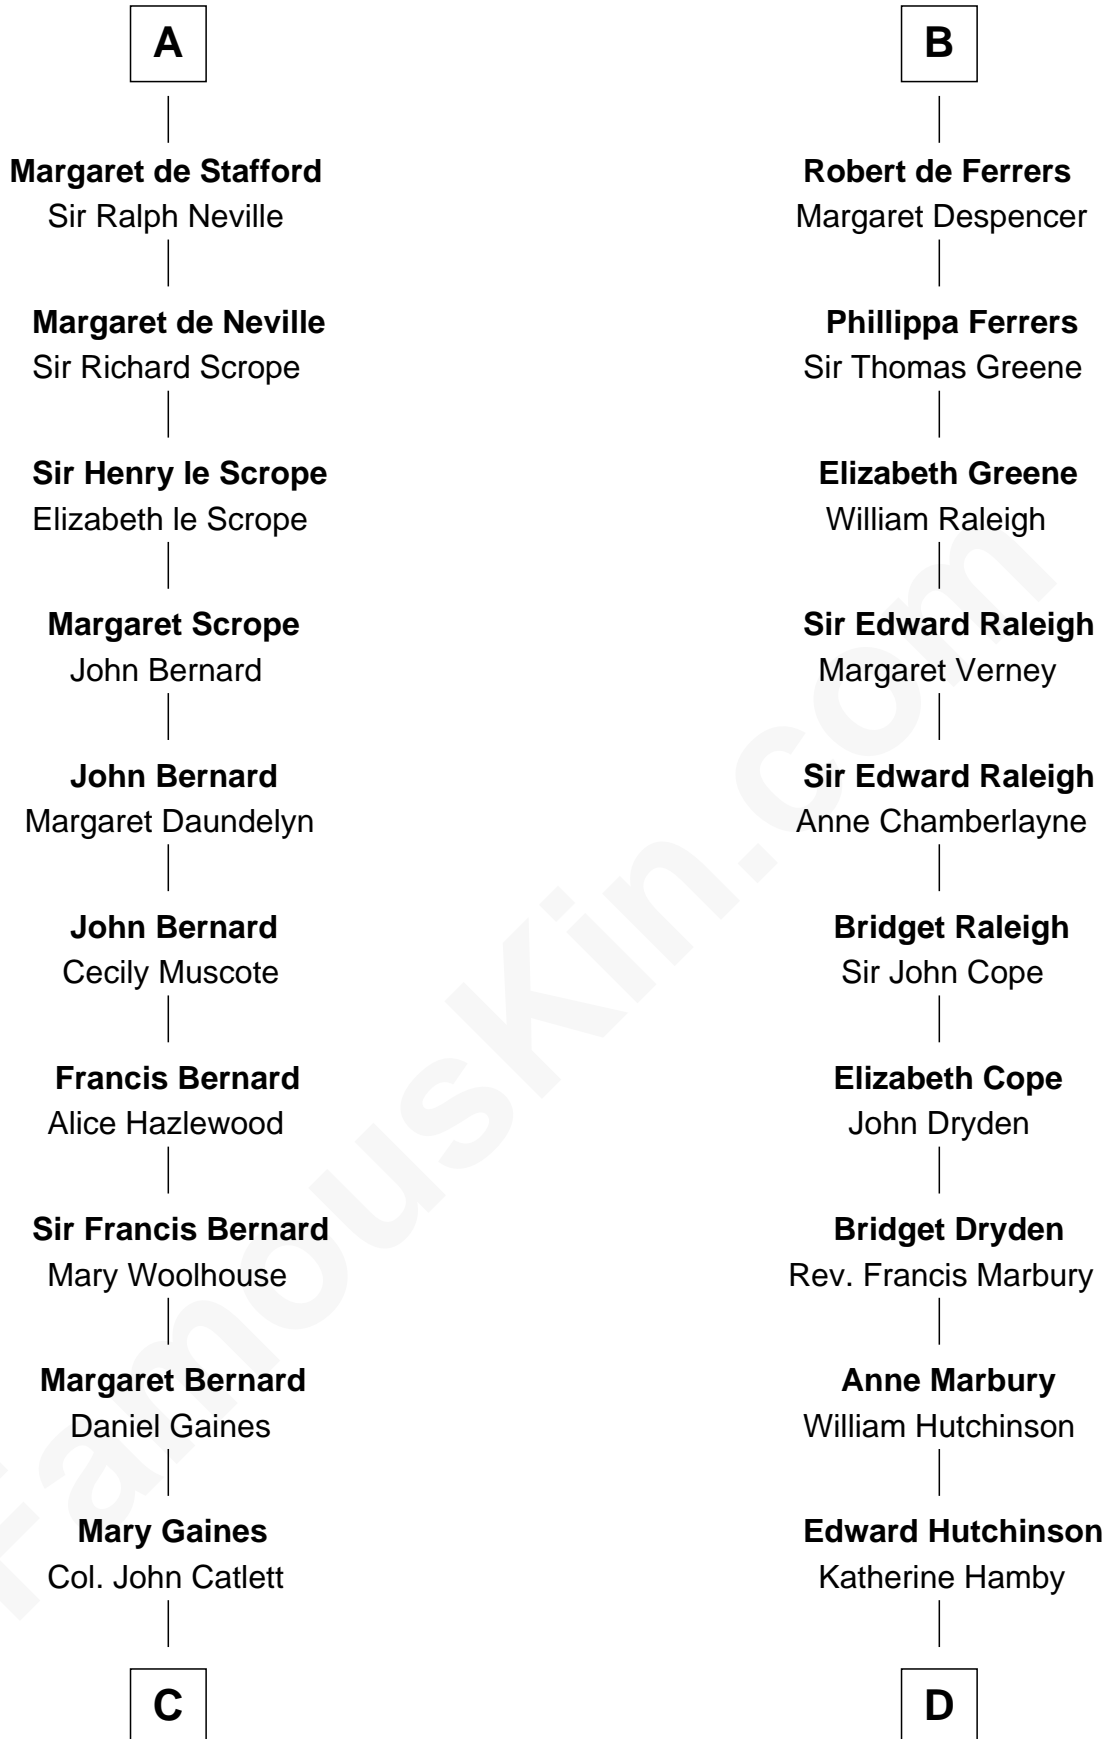 A
Margaret de Stafford
Sir Ralph Neville
Margaret de Neville
Sir Richard Scrope
Sir Henry le Scrope
Elizabeth le Scrope
Margaret Scrope
John Bernard
John Bernard
Margaret Daundelyn
John Bernard
Cecily Muscote
Francis Bernard
Alice Hazlewood
Sir Francis Bernard
Mary Woolhouse
Margaret Bernard
Daniel Gaines
Mary Gaines
Col. John Catlett
C
B
Robert de Ferrers
Margaret Despencer
Phillippa Ferrers
Sir Thomas Greene
Elizabeth Greene
William Raleigh
Sir Edward Raleigh
Margaret Verney
Sir Edward Raleigh
Anne Chamberlayne
Bridget Raleigh
Sir John Cope
Elizabeth Cope
John Dryden
Bridget Dryden
Rev. Francis Marbury
Anne Marbury
William Hutchinson
Edward Hutchinson
Katherine Hamby
D
FamousKin.com